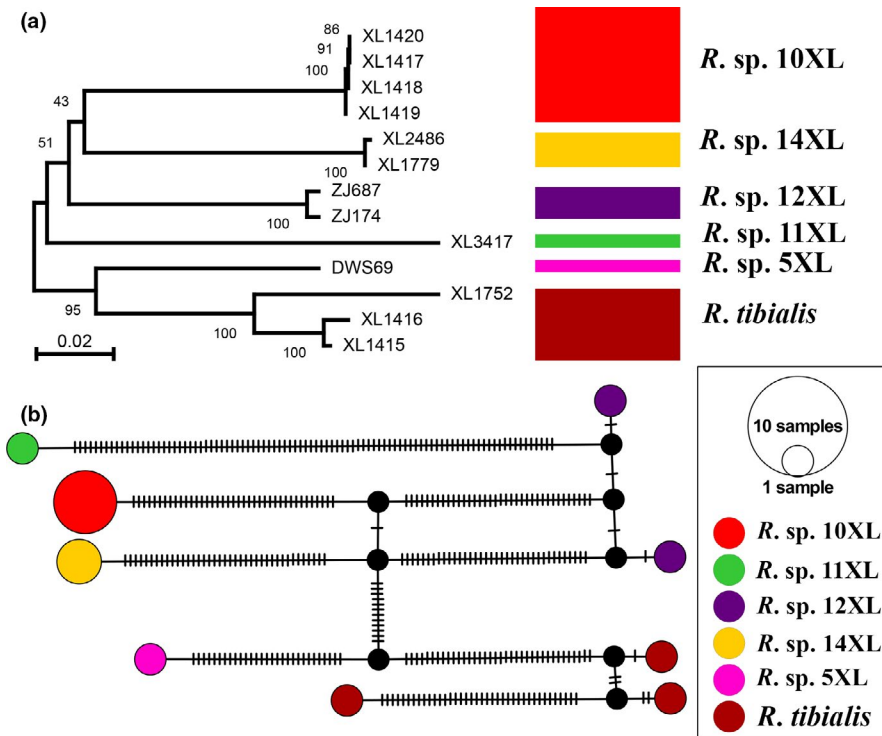 (a)
86
XL1420
91
XL1417
100
XL1418
XL1419
43
XL2486
100
XL1779
51
ZJ687
100
ZJ174
XL3417
DWS69
95
XL1752
100
XL1416
100
XL1415
0.02
R. sp. 10XL
R. sp. 14XL
R. sp. 12XL
R. sp. 11XL
R. sp. 5XL
R. tibialis
(b)
10 samples
1 sample
R. sp. 10XL
R. sp. 11XL
R. sp. 12XL
R. sp. 14XL
R. sp. 5XL
R. tibialis